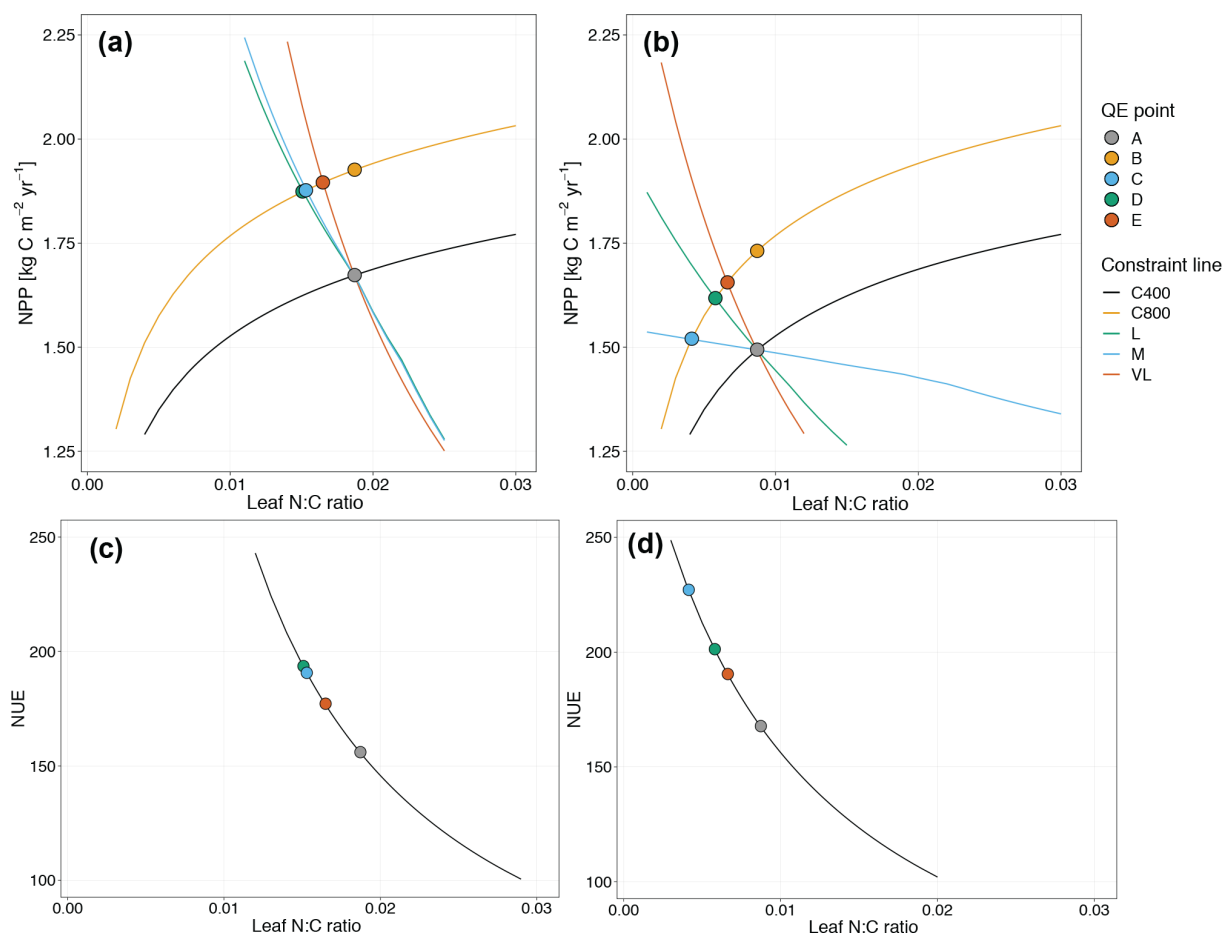 (a)
NPP [kg C m⁻² yr⁻¹]
2.25
2.00
1.75
1.50
1.25
0.00 0.01 0.02 0.03
Leaf N:C ratio
(b)
NPP [kg C m⁻² yr⁻¹]
2.25
2.00
1.75
1.50
1.25
0.00 0.01 0.02 0.03
Leaf N:C ratio
QE point
A
B
C
D
E
Constraint line
C400
C800
L
M
VL
(c)
NUE
250
200
150
100
0.00 0.01 0.02 0.03
Leaf N:C ratio
(d)
NUE
250
200
150
100
0.00 0.01 0.02 0.03
Leaf N:C ratio